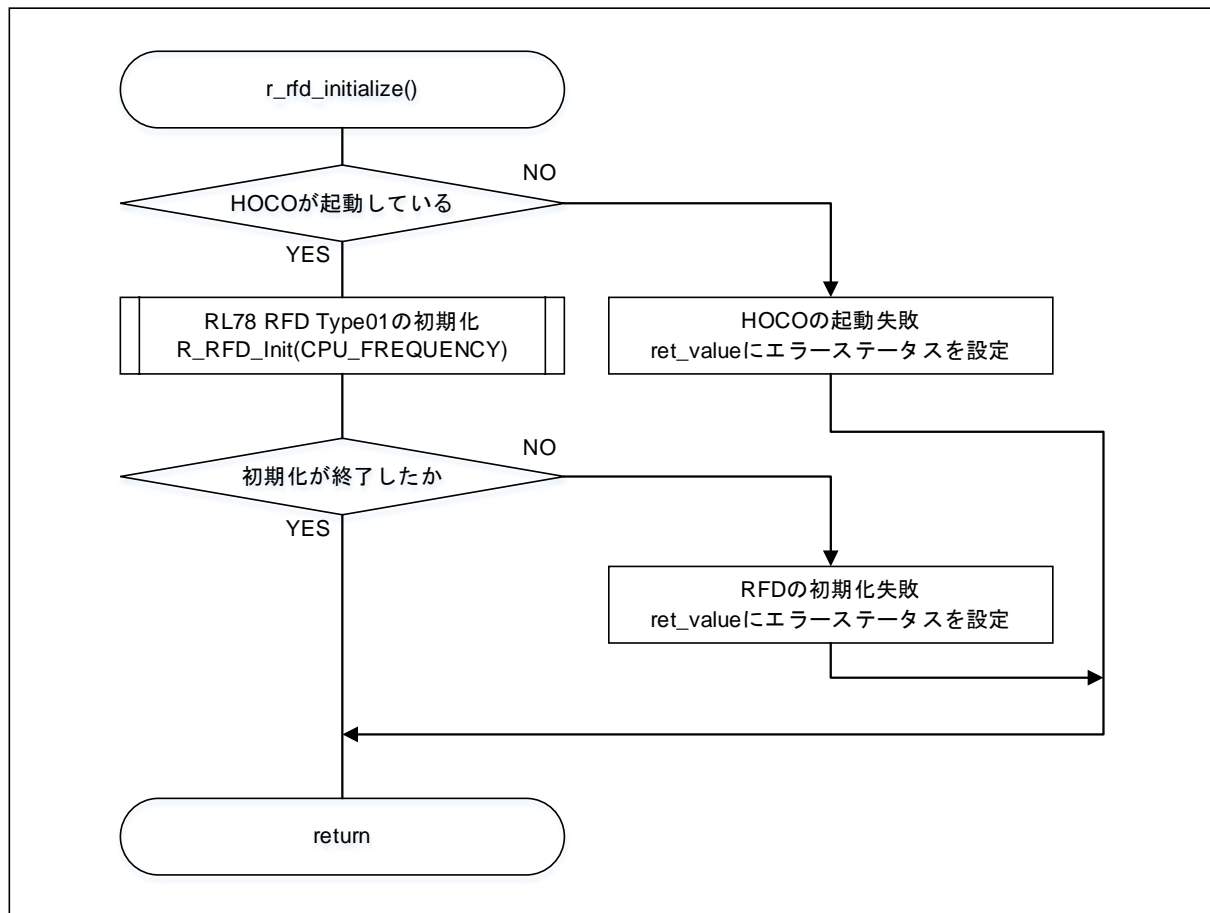 r_rfd_initialize()
HOCOが起動している
NO
YES
RL78 RFD Type01の初期化
R_RFD_Init(CPU_FREQUENCY)
HOCOの起動失敗
ret_valueにエラーステータスを設定
初期化が終了したか
NO
YES
RFDの初期化失敗
ret_valueにエラーステータスを設定
return